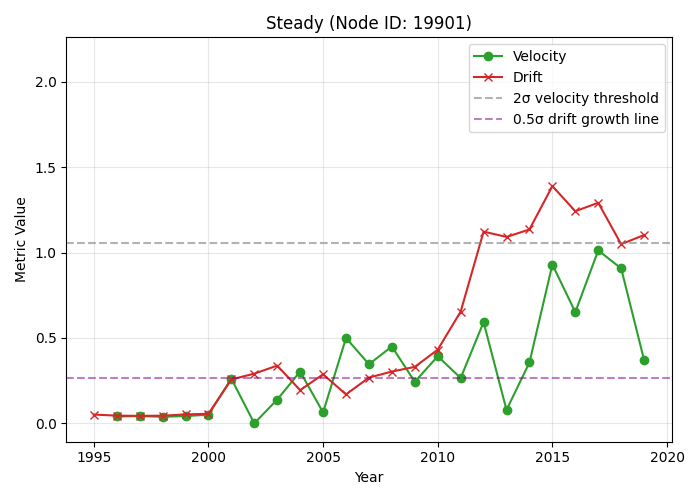 Steady (Node ID: 19901)
Velocity
Drift
2σ velocity threshold
0.5σ drift growth line
Metric Value
2.0
1.5
1.0
0.5
0.0
1995 2000 2005 2010 2015 2020
Year